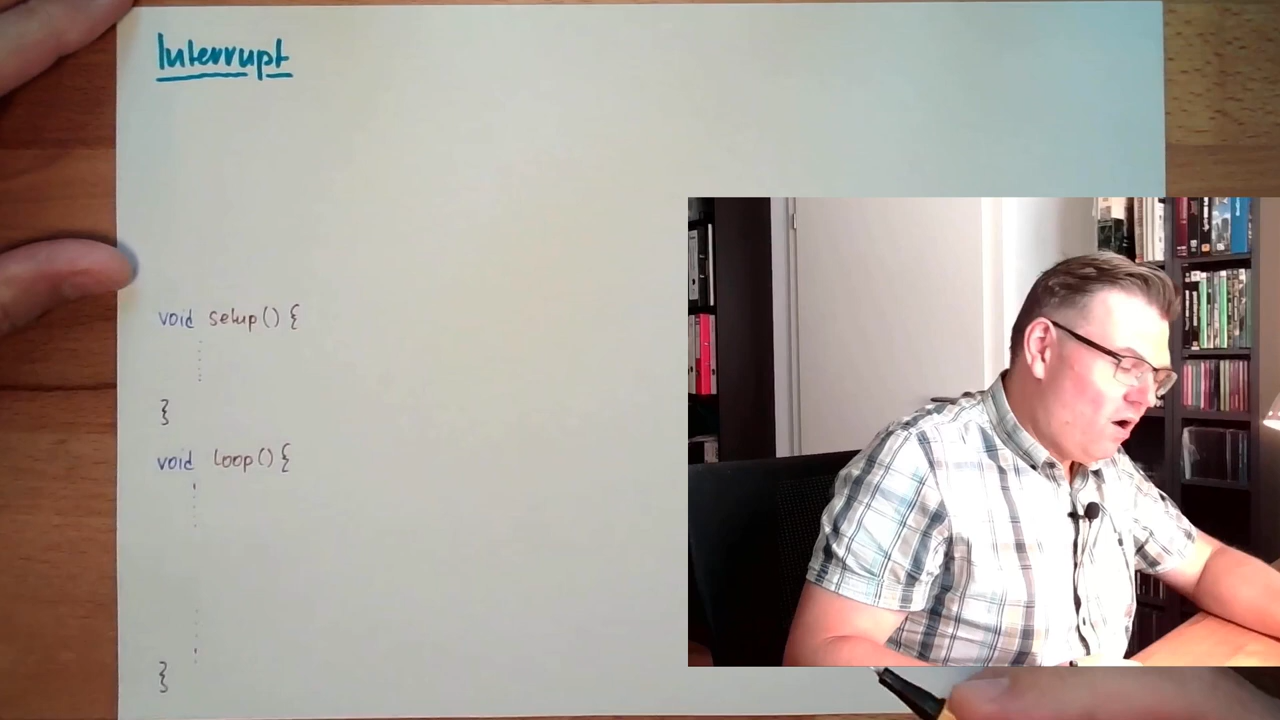 Interrupt
void setup() {
}
void loop() {
}